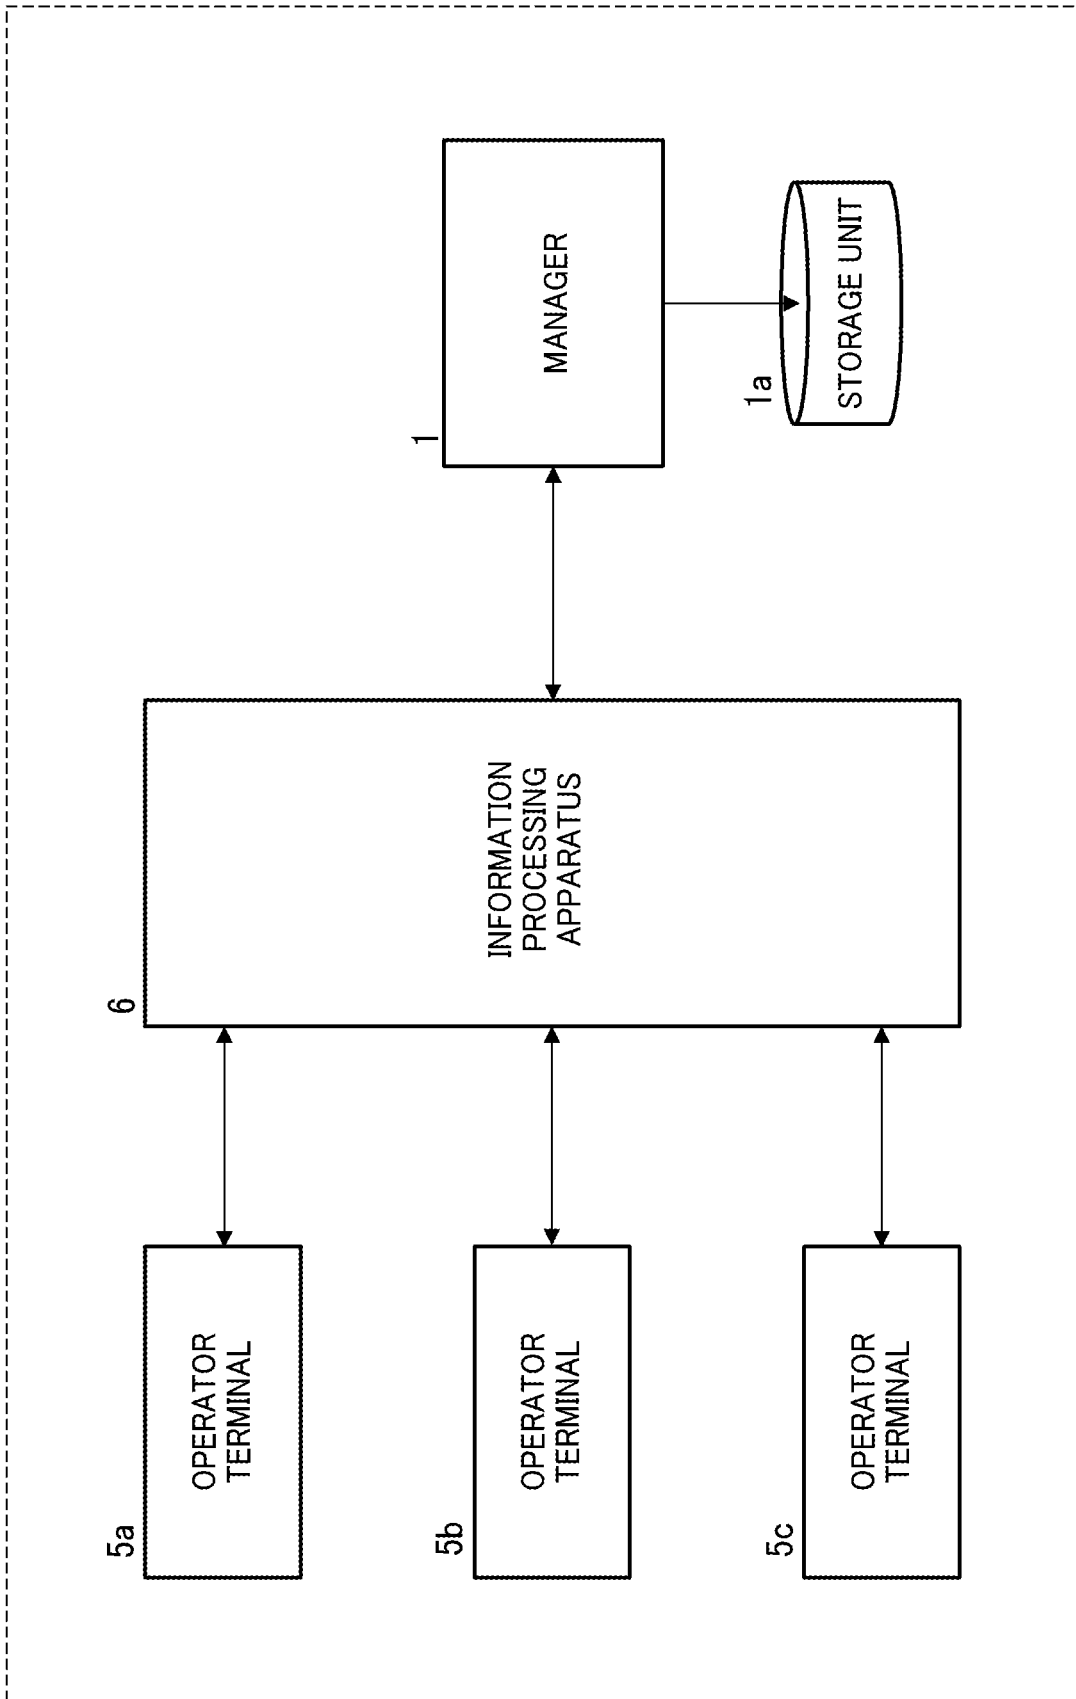 5a
OPERATOR
TERMINAL
5b
OPERATOR
TERMINAL
5c
OPERATOR
TERMINAL
6
INFORMATION
PROCESSING
APPARATUS
1
MANAGER
1a
STORAGE UNIT